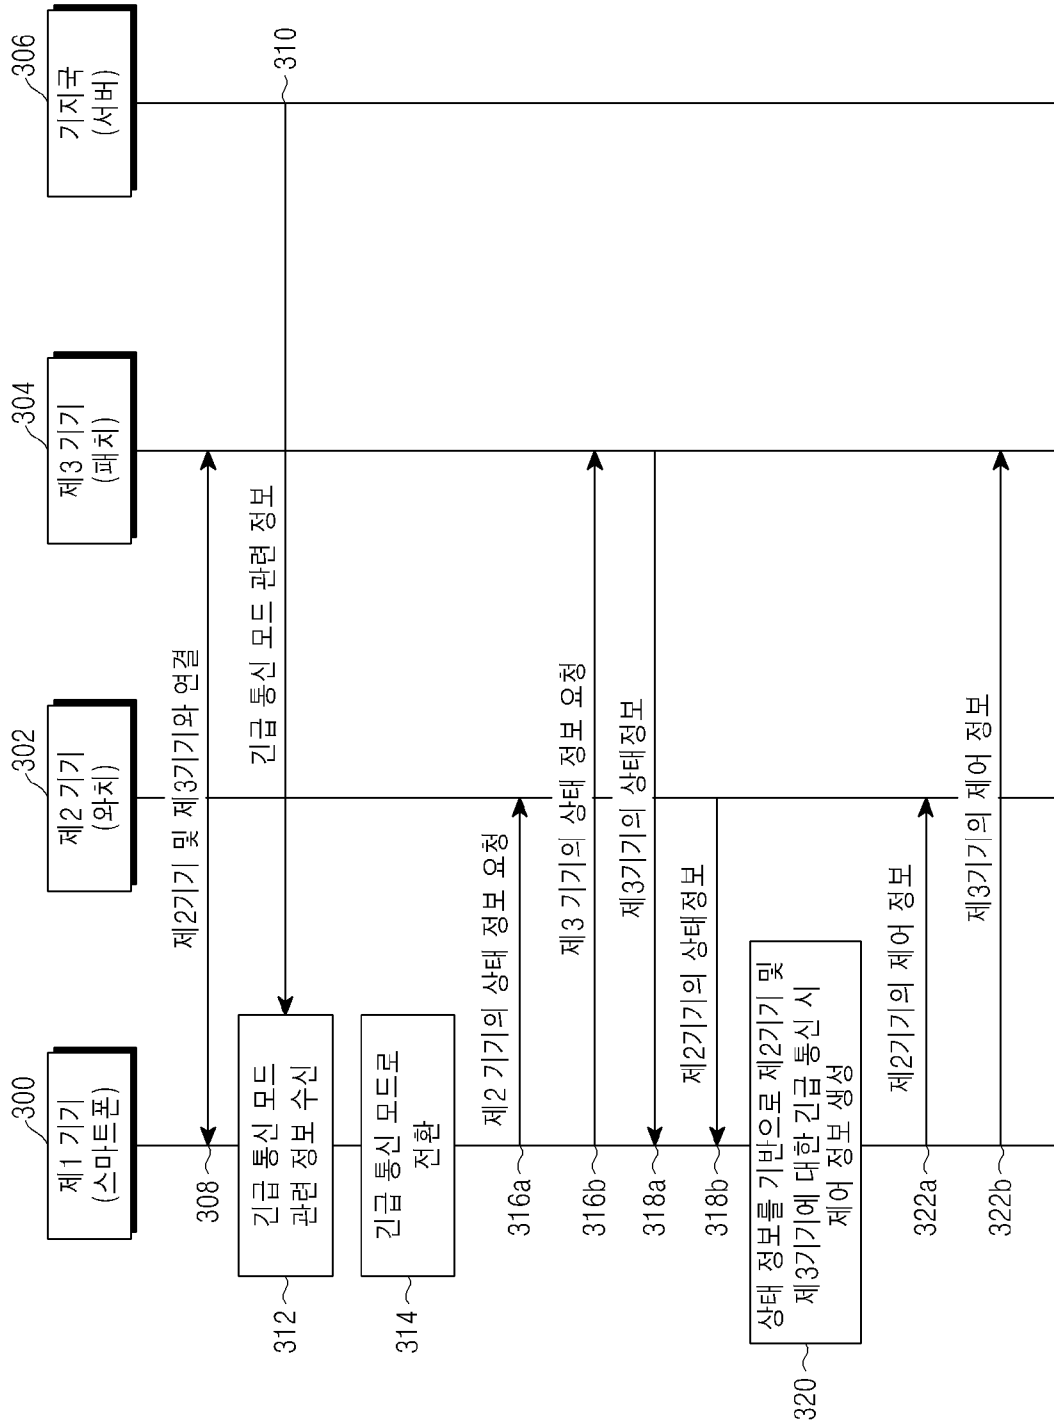 300
제1 기기
(스마트폰)
302
제2 기기
(와치)
304
제3 기기
(패치)
306
기지국
(서버)
308
제2기기 및 제3기기와 연결
310
긴급 통신 모드 관련 정보
312
긴급 통신 모드
관련 정보 수신
314
긴급 통신 모드로
전환
316a
제2 기기의 상태 정보 요청
316b
제3 기기의 상태 정보 요청
318a
제3기기의 상태정보
318b
제2기기의 상태정보
320
상태 정보를 기반으로 제2기기 및
제3기기에 대한 긴급 통신 시
제어 정보 생성
322a
제2기기의 제어 정보
322b
제3기기의 제어 정보